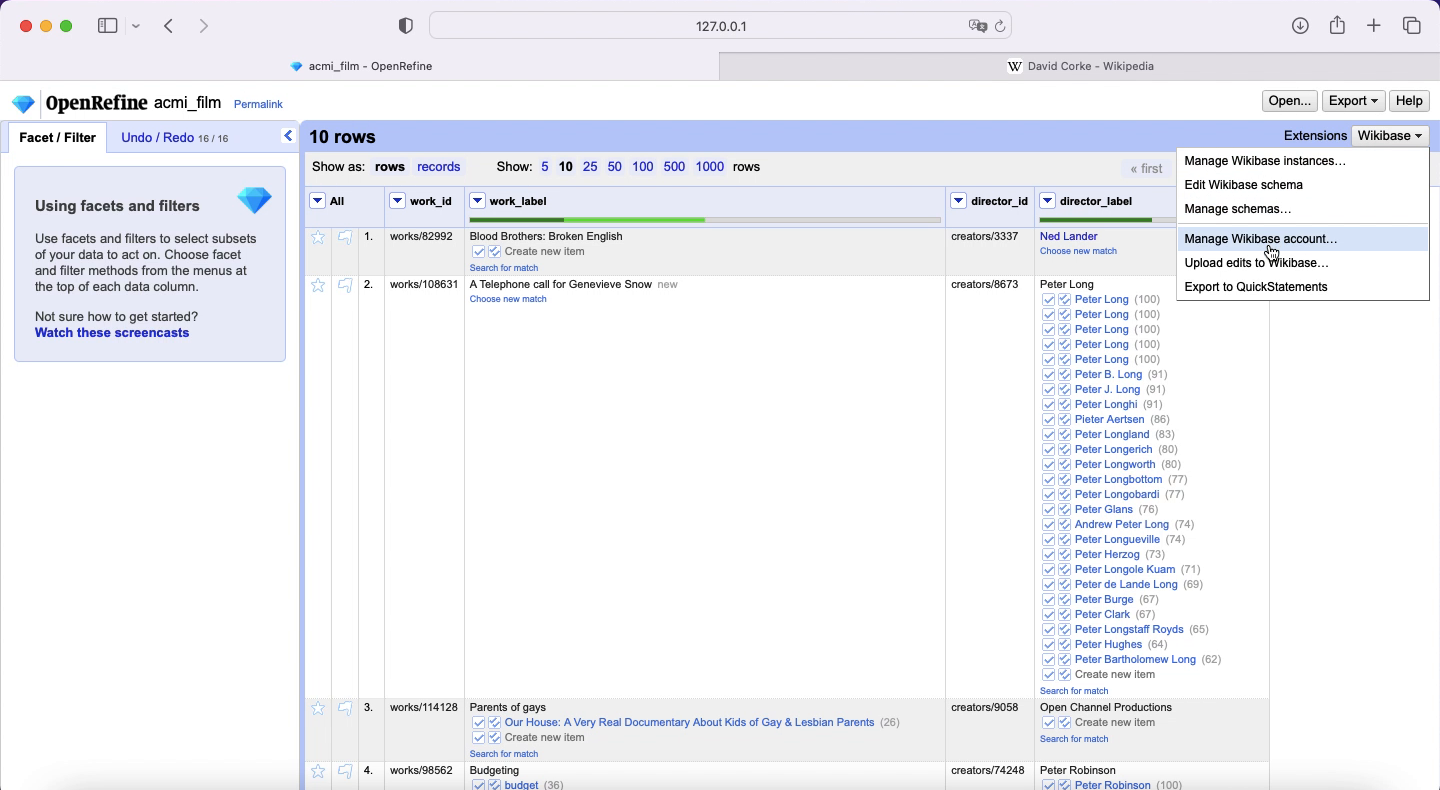 127.0.0.1
acmi_film - OpenRefine
David Corke - Wikipedia
OpenRefine acmi_film Permalink
Open... Export Help
Facet / Filter Undo / Redo 16 / 16
10 rows
Extensions Wikibase
Show as: rows records Show: 5 10 25 50 100 500 1000 rows
« first
Manage Wikibase instances...
Edit Wikibase schema
Manage schemas...
Manage Wikibase account...
Upload edits to Wikibase...
Export to QuickStatements
Using facets and filters
Use facets and filters to select subsets
of your data to act on. Choose facet
and filter methods from the menus at
the top of each data column.
Not sure how to get started?
Watch these screencasts
All work_id work_label director_id director_label
1. works/82992 Blood Brothers: Broken English creators/3337 Ned Lander
Create new item Choose new match
Search for match
2. works/108631 A Telephone call for Genevieve Snow new creators/8673 Peter Long
Choose new match Peter Long (100)
Peter Long (100)
Peter Long (100)
Peter Long (100)
Peter Long (100)
Peter B. Long (91)
Peter J. Long (91)
Peter Longhi (91)
Pieter Aertsen (86)
Peter Longland (83)
Peter Longerich (80)
Peter Longworth (80)
Peter Longbottom (77)
Peter Longobardi (77)
Peter Glans (76)
Andrew Peter Long (74)
Peter Longueville (74)
Peter Herzog (73)
Peter Longole Kuam (71)
Peter de Lande Long (69)
Peter Burge (67)
Peter Clark (67)
Peter Longstaff Royds (65)
Peter Hughes (64)
Peter Bartholomew Long (62)
Create new item
Search for match
3. works/114128 Parents of gays creators/9058 Open Channel Productions
Our House: A Very Real Documentary About Kids of Gay & Lesbian Parents (26) Create new item
Create new item Search for match
Search for match
4. works/98562 Budgeting creators/74248 Peter Robinson
budget (36) Peter Robinson (100)